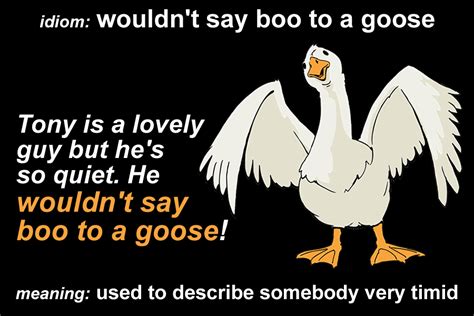 idiom: wouldn't say boo to a goose
Tony is a lovely
guy but he's
so quiet. He
wouldn't say
boo to a goose!
meaning: used to describe somebody very timid